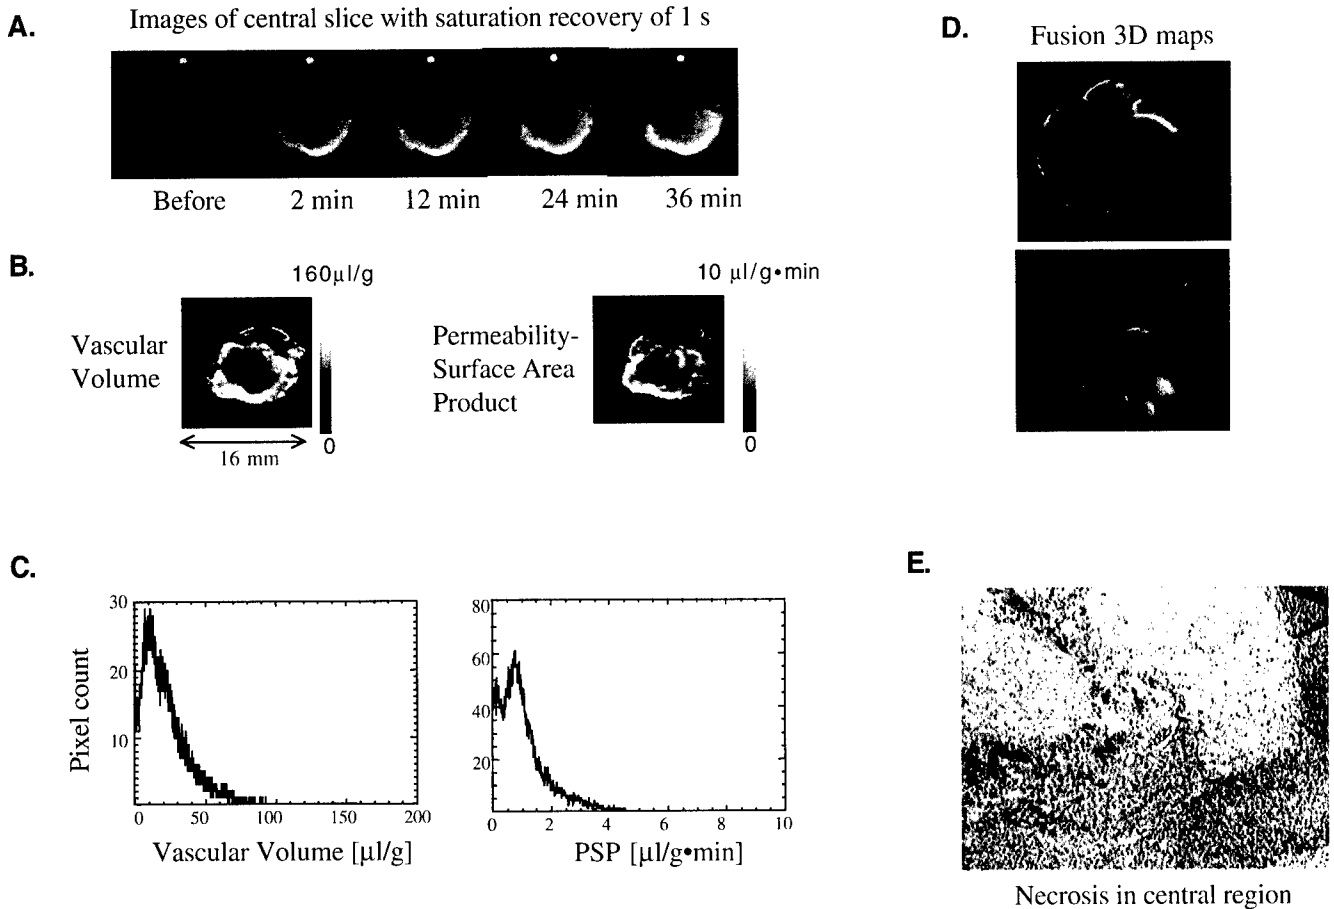 A.
Images of central slice with saturation recovery of 1 s
Before 2 min 12 min 24 min 36 min
B.
Vascular
Volume
160µl/g
0
16 mm
Permeability-
Surface Area
Product
10 µl/g•min
0
C.
Pixel count
30
20
10
0 50 100 150 200
Vascular Volume [µl/g]
80
60
40
20
0 2 4 6 8 10
PSP [µl/g•min]
D.
Fusion 3D maps
E.
Necrosis in central region